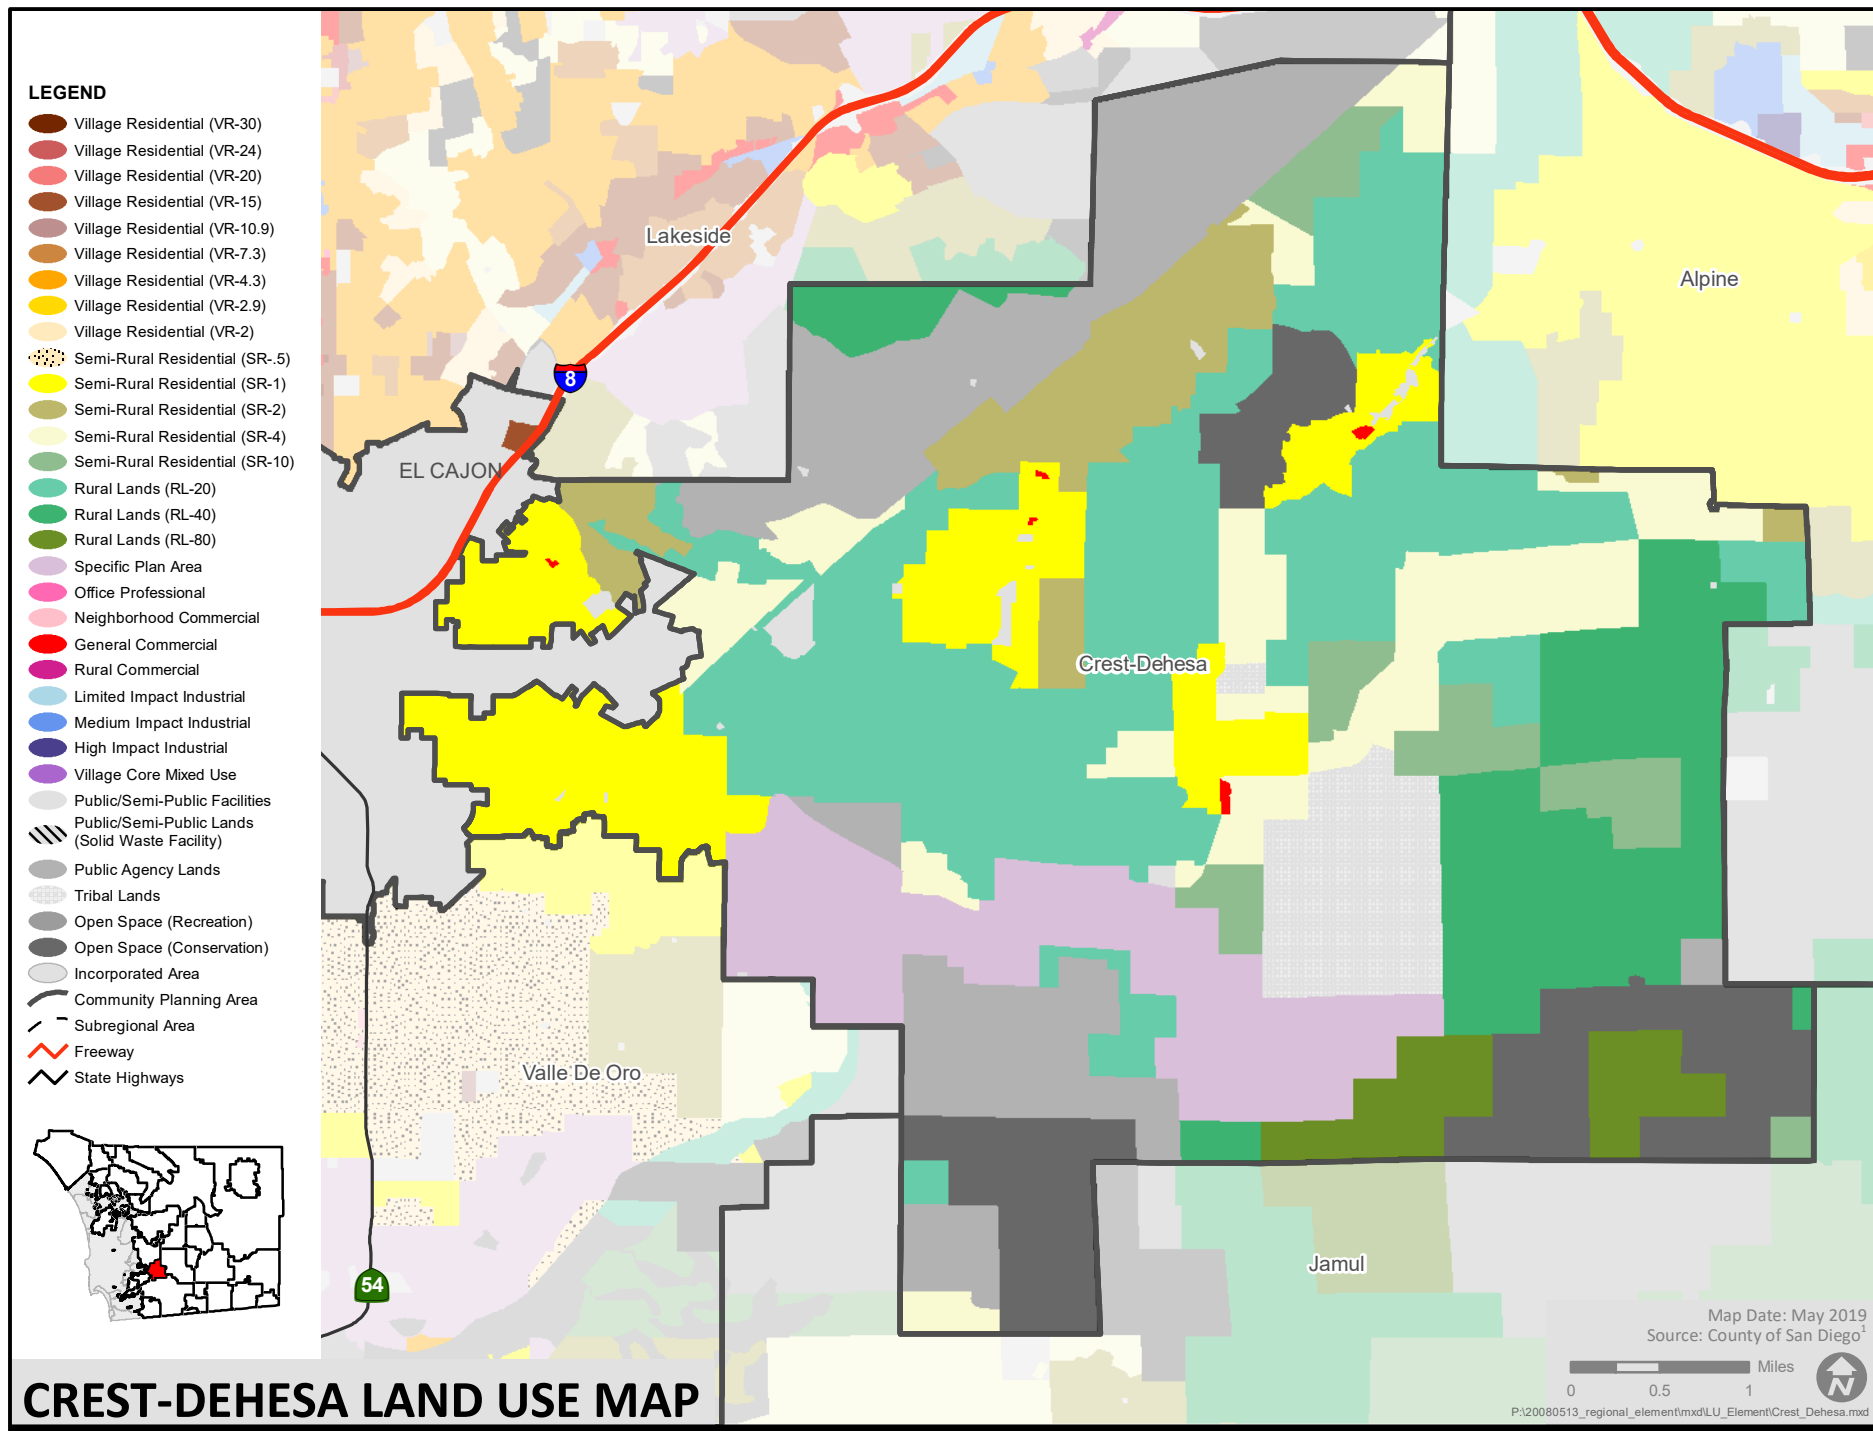 LEGEND
Village Residential (VR-30)
Village Residential (VR-24)
Village Residential (VR-20)
Village Residential (VR-15)
Village Residential (VR-10.9)
Village Residential (VR-7.3)
Village Residential (VR-4.3)
Village Residential (VR-2.9)
Village Residential (VR-2)
Semi-Rural Residential (SR-.5)
Semi-Rural Residential (SR-1)
Semi-Rural Residential (SR-2)
Semi-Rural Residential (SR-4)
Semi-Rural Residential (SR-10)
Rural Lands (RL-20)
Rural Lands (RL-40)
Rural Lands (RL-80)
Specific Plan Area
Office Professional
Neighborhood Commercial
General Commercial
Rural Commercial
Limited Impact Industrial
Medium Impact Industrial
High Impact Industrial
Village Core Mixed Use
Public/Semi-Public Facilities
Public/Semi-Public Lands
(Solid Waste Facility)
Public Agency Lands
Tribal Lands
Open Space (Recreation)
Open Space (Conservation)
Incorporated Area
Community Planning Area
Subregional Area
Freeway
State Highways
Lakeside
Alpine
8
EL CAJON
Crest-Dehesa
Valle De Oro
Jamul
54
Map Date: May 2019
Source: County of San Diego1
Miles
0 0.5 1
N
P:\20080513_regional_element\mxd\LU_Element\Crest_Dehesa.mxd
CREST-DEHESA LAND USE MAP